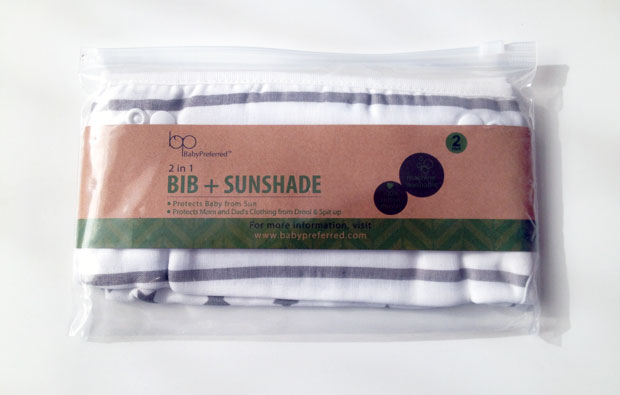 bp
BabyPreferred™
2
2 in 1
BIB + SUNSHADE
• Protects Baby from Sun
• Protects Mom and Dad's Clothing from Drool & Spit up
For more information, visit
www.babypreferred.com